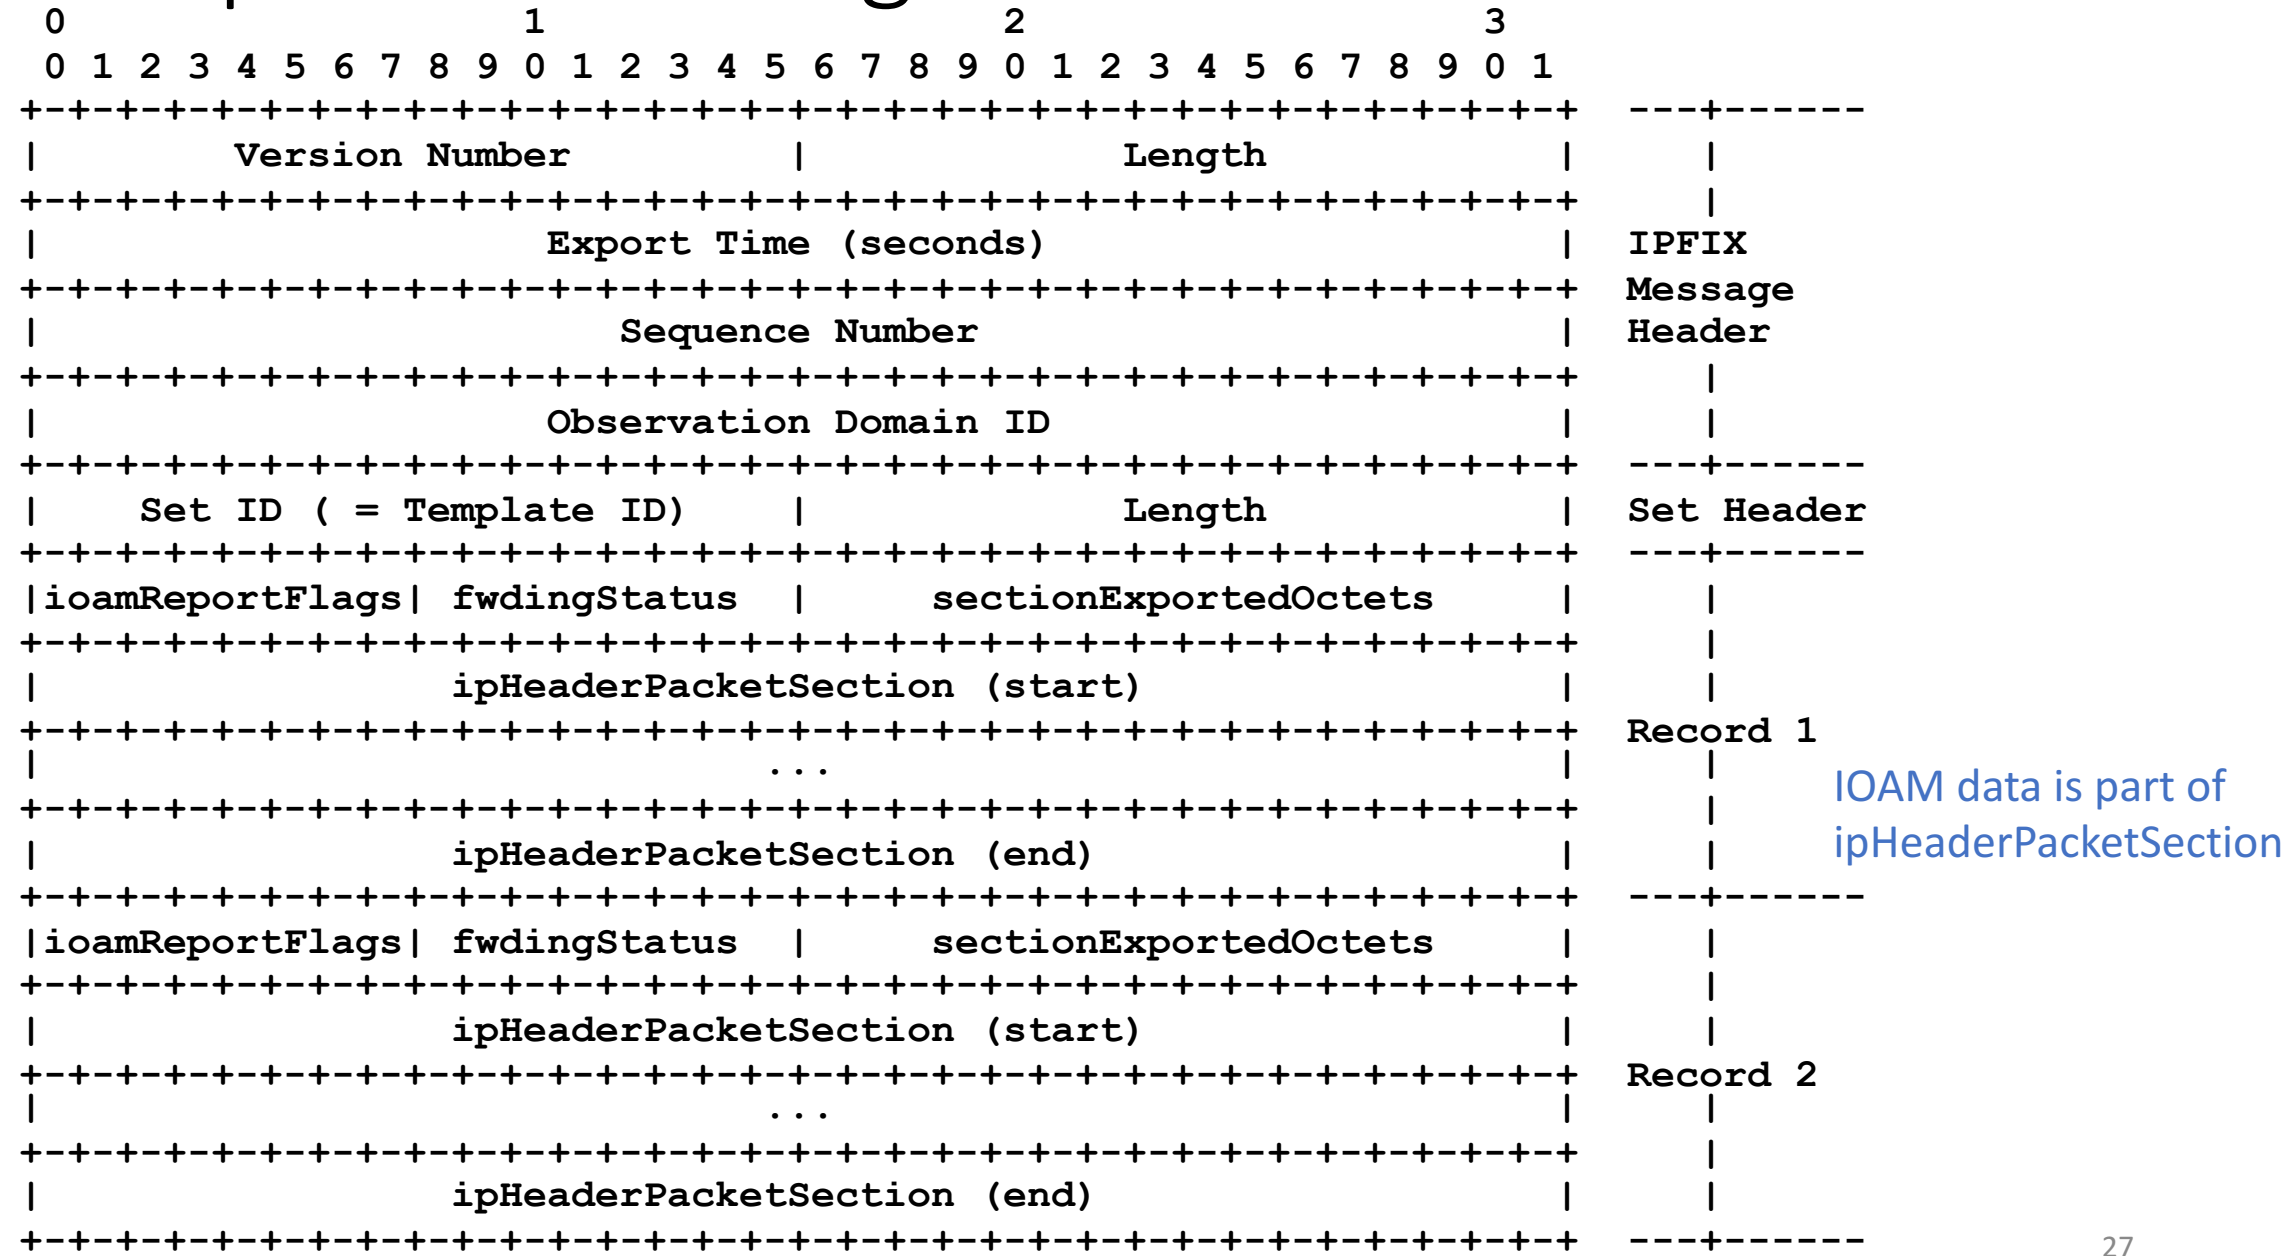 0                   1                   2                   3
 0 1 2 3 4 5 6 7 8 9 0 1 2 3 4 5 6 7 8 9 0 1 2 3 4 5 6 7 8 9 0 1
+-+-+-+-+-+-+-+-+-+-+-+-+-+-+-+-+-+-+-+-+-+-+-+-+-+-+-+-+-+-+-+-+  ---+------
|        Version Number         |             Length            |     |
+-+-+-+-+-+-+-+-+-+-+-+-+-+-+-+-+-+-+-+-+-+-+-+-+-+-+-+-+-+-+-+-+     |
|                     Export Time (seconds)                     |  IPFIX
+-+-+-+-+-+-+-+-+-+-+-+-+-+-+-+-+-+-+-+-+-+-+-+-+-+-+-+-+-+-+-+-+  Message
|                        Sequence Number                        |  Header
+-+-+-+-+-+-+-+-+-+-+-+-+-+-+-+-+-+-+-+-+-+-+-+-+-+-+-+-+-+-+-+-+     |
|                     Observation Domain ID                     |     |
+-+-+-+-+-+-+-+-+-+-+-+-+-+-+-+-+-+-+-+-+-+-+-+-+-+-+-+-+-+-+-+-+  ---+------
|    Set ID ( = Template ID)    |             Length            |  Set Header
+-+-+-+-+-+-+-+-+-+-+-+-+-+-+-+-+-+-+-+-+-+-+-+-+-+-+-+-+-+-+-+-+  ---+------
|ioamReportFlags| fwdingStatus  |     sectionExportedOctets     |     |
+-+-+-+-+-+-+-+-+-+-+-+-+-+-+-+-+-+-+-+-+-+-+-+-+-+-+-+-+-+-+-+-+     |
|                 ipHeaderPacketSection (start)                 |     |
+-+-+-+-+-+-+-+-+-+-+-+-+-+-+-+-+-+-+-+-+-+-+-+-+-+-+-+-+-+-+-+-+  Record 1
|                              ...                              |     |
+-+-+-+-+-+-+-+-+-+-+-+-+-+-+-+-+-+-+-+-+-+-+-+-+-+-+-+-+-+-+-+-+     |     IOAM data is part of
|                 ipHeaderPacketSection (end)                   |     |     ipHeaderPacketSection
+-+-+-+-+-+-+-+-+-+-+-+-+-+-+-+-+-+-+-+-+-+-+-+-+-+-+-+-+-+-+-+-+  ---+------
|ioamReportFlags| fwdingStatus  |     sectionExportedOctets     |     |
+-+-+-+-+-+-+-+-+-+-+-+-+-+-+-+-+-+-+-+-+-+-+-+-+-+-+-+-+-+-+-+-+     |
|                 ipHeaderPacketSection (start)                 |     |
+-+-+-+-+-+-+-+-+-+-+-+-+-+-+-+-+-+-+-+-+-+-+-+-+-+-+-+-+-+-+-+-+  Record 2
|                              ...                              |     |
+-+-+-+-+-+-+-+-+-+-+-+-+-+-+-+-+-+-+-+-+-+-+-+-+-+-+-+-+-+-+-+-+     |
|                 ipHeaderPacketSection (end)                   |     |
+-+-+-+-+-+-+-+-+-+-+-+-+-+-+-+-+-+-+-+-+-+-+-+-+-+-+-+-+-+-+-+-+  ---+------
27